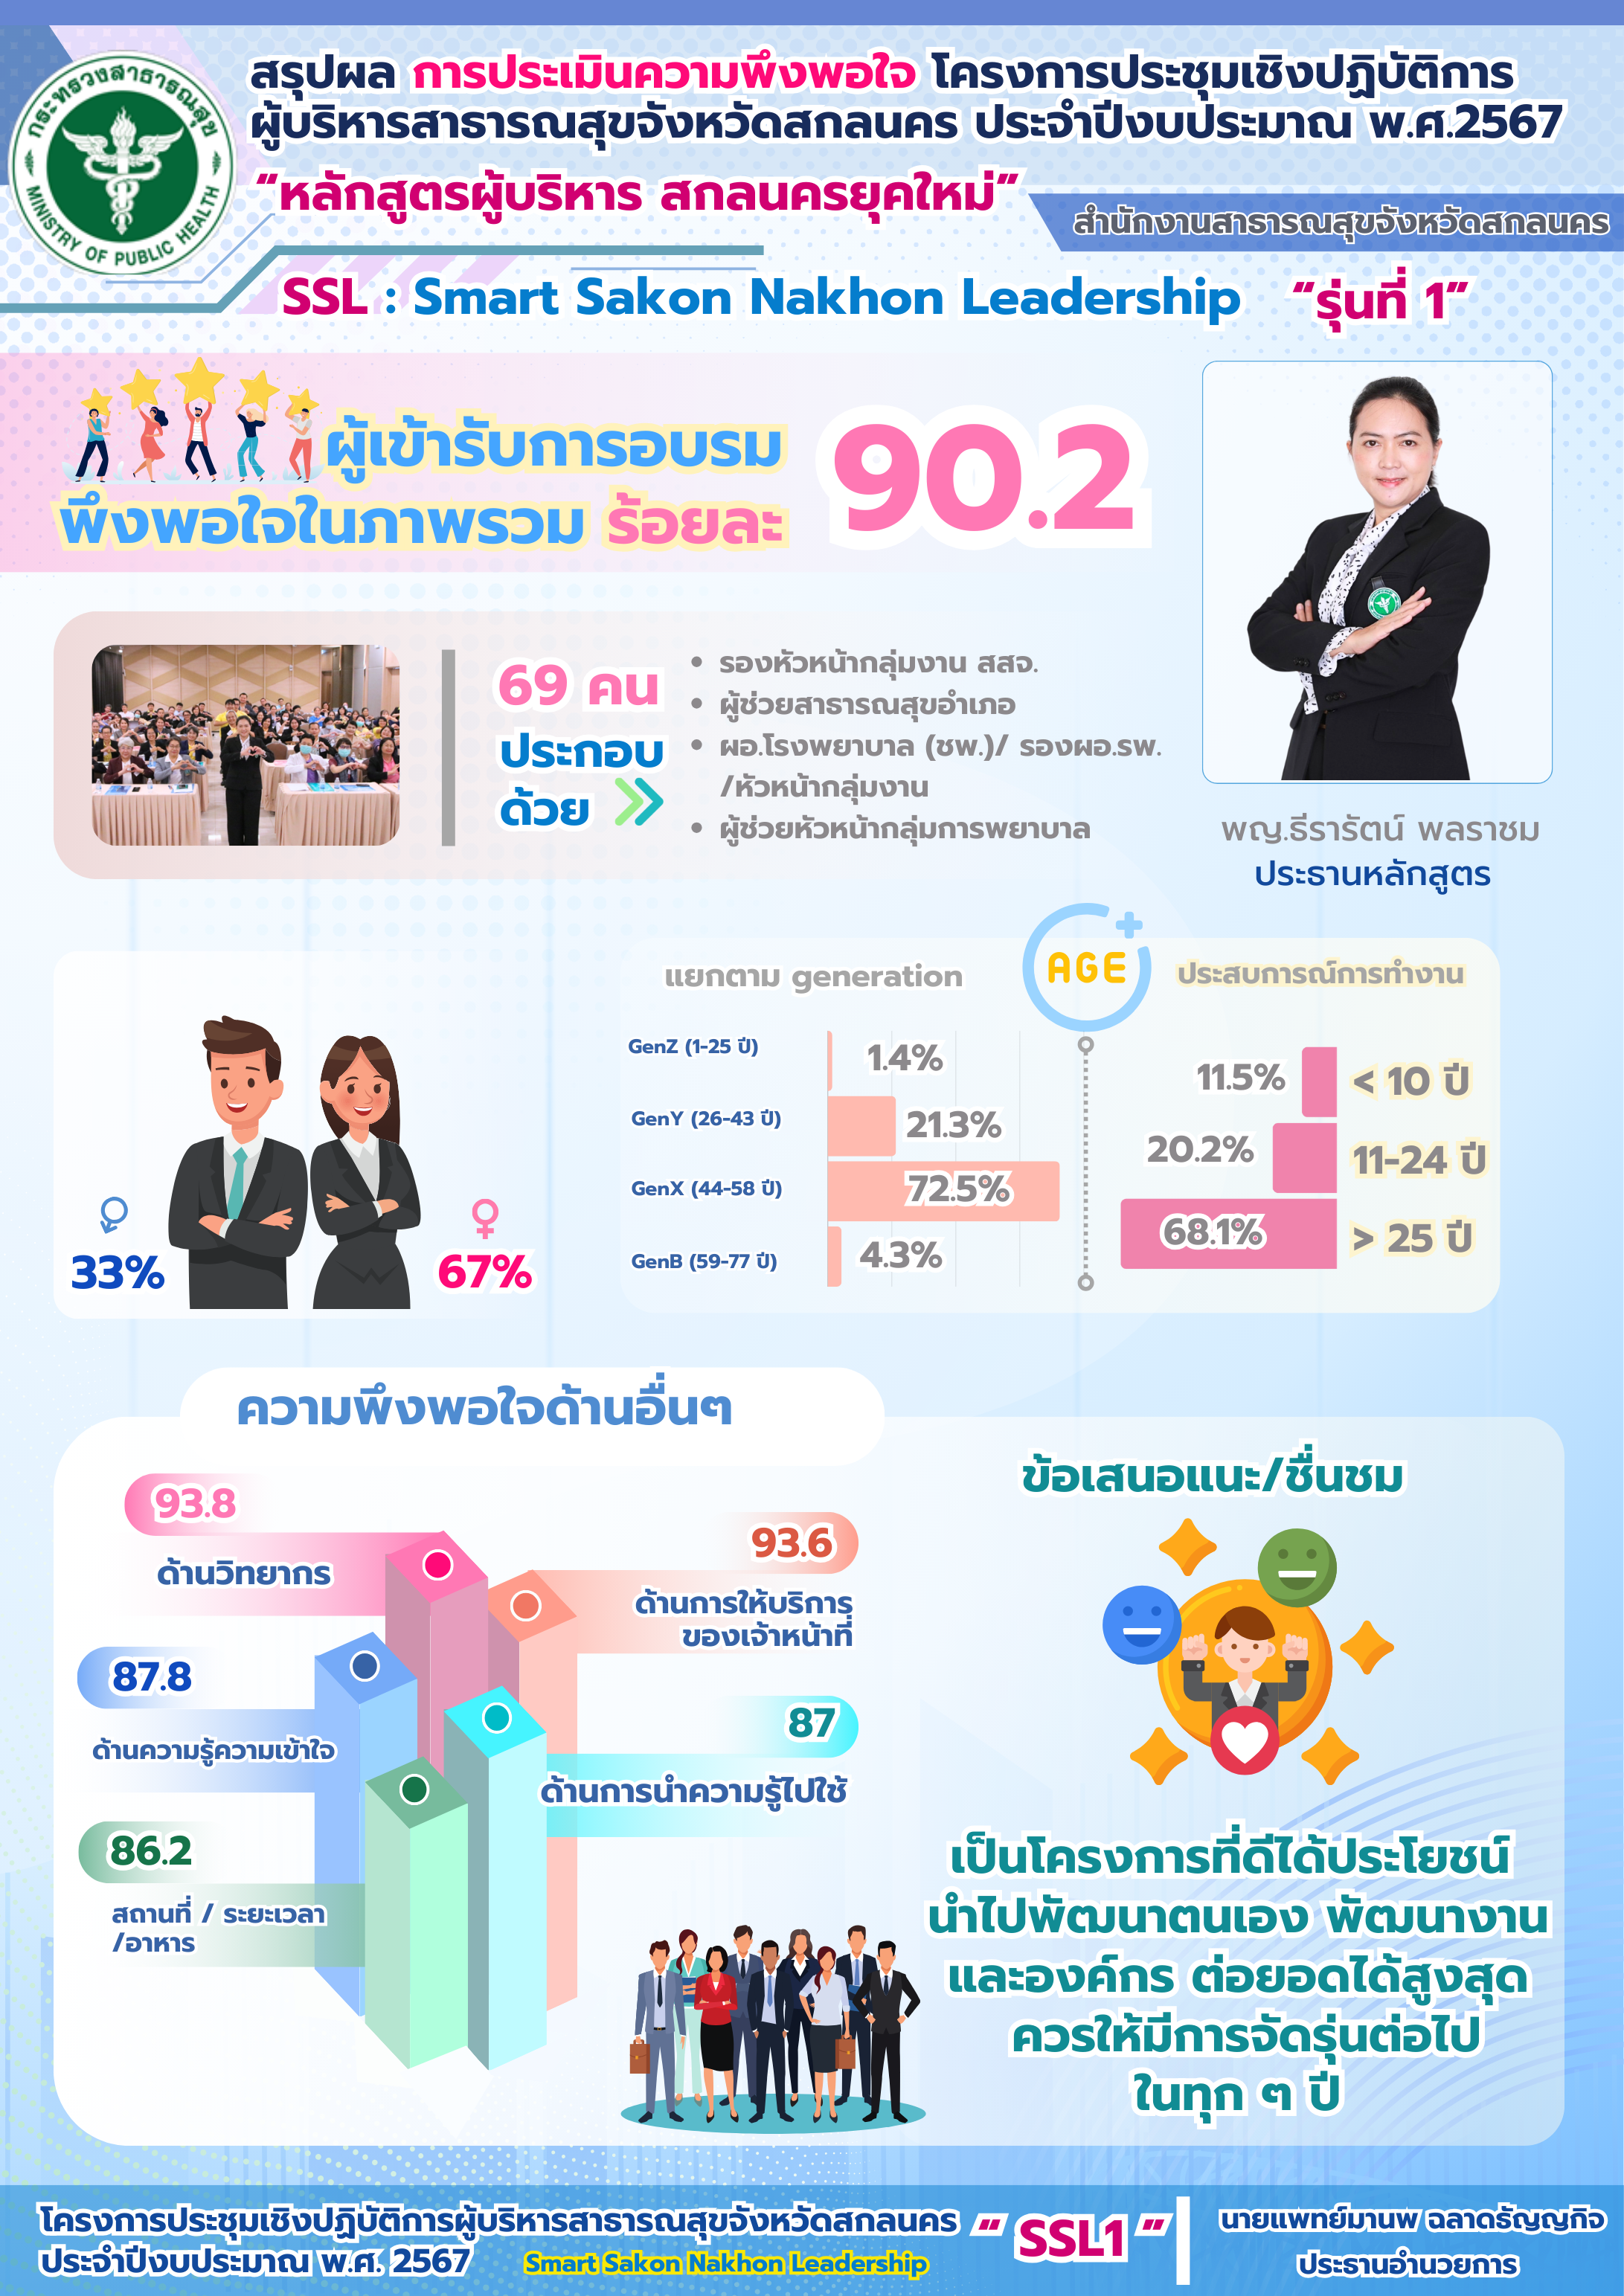 กระทรวงสาธารณสุข
MINISTRY OF PUBLIC HEALTH
สรุปผล การประเมินความพึงพอใจ โครงการประชุมเชิงปฏิบัติการ
ผู้บริหารสาธารณสุขจังหวัดสกลนคร ประจำปีงบประมาณ พ.ศ.2567
“หลักสูตรผู้บริหาร สกลนครยุคใหม่”
สำนักงานสาธารณสุขจังหวัดสกลนคร
SSL : Smart Sakon Nakhon Leadership “รุ่นที่ 1”
ผู้เข้ารับการอบรม
พึงพอใจในภาพรวม ร้อยละ
90.2
69 คน
ประกอบ
ด้วย
• รองหัวหน้ากลุ่มงาน สสจ.
• ผู้ช่วยสาธารณสุขอำเภอ
• ผอ.โรงพยาบาล (ชพ.)/ รองผอ.รพ.
/หัวหน้ากลุ่มงาน
• ผู้ช่วยหัวหน้ากลุ่มการพยาบาล
พญ.ธีรารัตน์ พลราชม
ประธานหลักสูตร
33%
67%
แยกตาม generation
AGE
ประสบการณ์การทำงาน
GenZ (1-25 ปี) 1.4%
GenY (26-43 ปี) 21.3%
GenX (44-58 ปี) 72.5%
GenB (59-77 ปี) 4.3%
11.5% < 10 ปี
20.2% 11-24 ปี
68.1% > 25 ปี
ความพึงพอใจด้านอื่นๆ
93.8
ด้านวิทยากร
93.6
ด้านการให้บริการ
ของเจ้าหน้าที่
87.8
ด้านความรู้ความเข้าใจ
87
ด้านการนำความรู้ไปใช้
86.2
สถานที่ / ระยะเวลา
/อาหาร
ข้อเสนอแนะ/ชื่นชม
เป็นโครงการที่ดีได้ประโยชน์
นำไปพัฒนาตนเอง พัฒนางาน
และองค์กร ต่อยอดได้สูงสุด
ควรให้มีการจัดรุ่นต่อไป
ในทุก ๆ ปี
โครงการประชุมเชิงปฏิบัติการผู้บริหารสาธารณสุขจังหวัดสกลนคร
ประจำปีงบประมาณ พ.ศ. 2567 Smart Sakon Nakhon Leadership
“ SSL1 ”
นายแพทย์มานพ ฉลาดธัญญกิจ
ประธานอำนวยการ